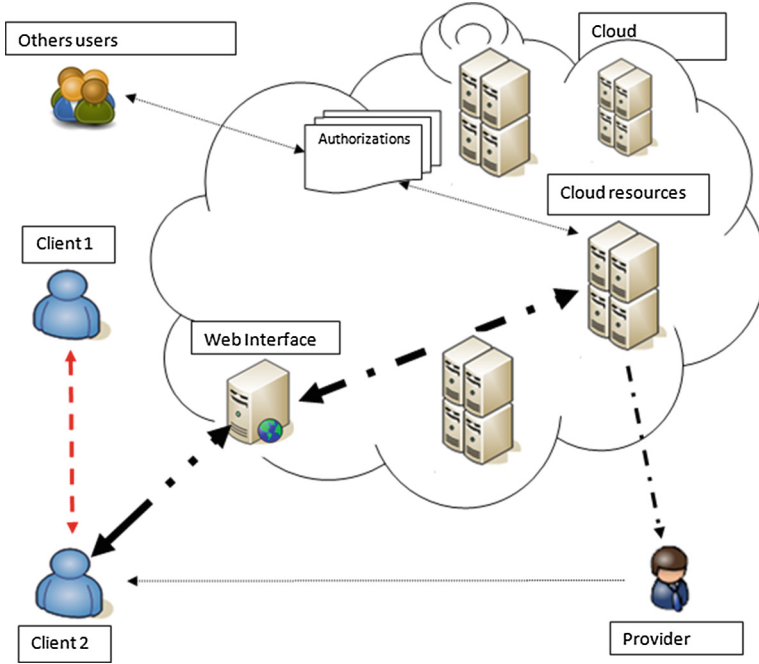 Others users
Cloud
Authorizations
Cloud resources
Client 1
Web Interface
Client 2
Provider